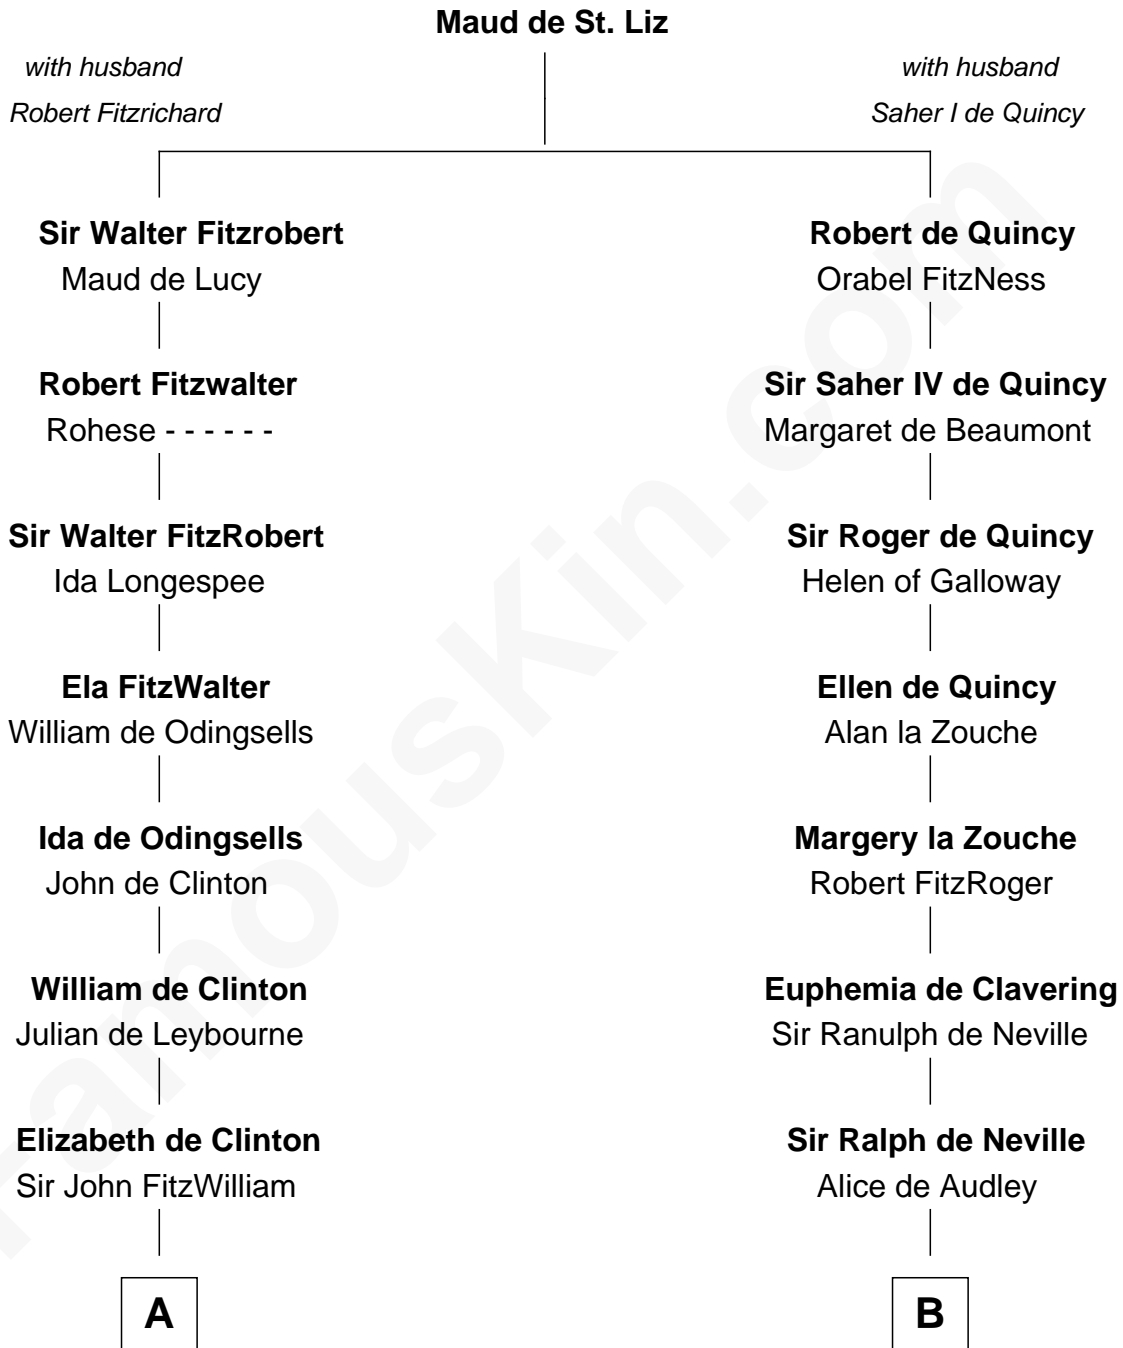 Maud de St. Liz
with husband
Robert Fitzrichard
with husband
Saher I de Quincy
Sir Walter Fitzrobert
Maud de Lucy
Robert de Quincy
Orabel FitzNess
Robert Fitzwalter
Rohese - - - - - -
Sir Saher IV de Quincy
Margaret de Beaumont
Sir Walter FitzRobert
Ida Longespee
Sir Roger de Quincy
Helen of Galloway
Ela FitzWalter
William de Odingsells
Ellen de Quincy
Alan la Zouche
Ida de Odingsells
John de Clinton
Margery la Zouche
Robert FitzRoger
William de Clinton
Julian de Leybourne
Euphemia de Clavering
Sir Ranulph de Neville
Elizabeth de Clinton
Sir John FitzWilliam
Sir Ralph de Neville
Alice de Audley
A
B
FamousKin.com